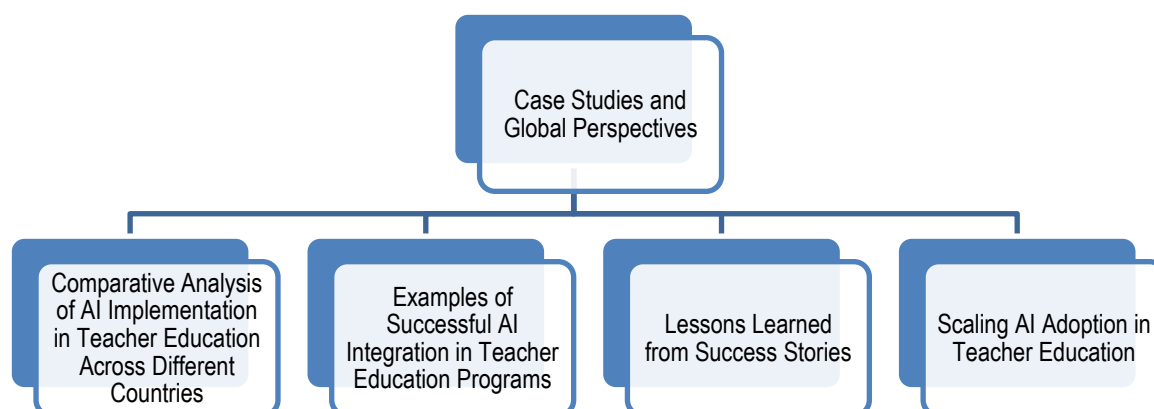 Case Studies and
Global Perspectives
Comparative Analysis
of AI Implementation
in Teacher Education
Across Different
Countries
Examples of
Successful AI
Integration in Teacher
Education Programs
Lessons Learned
from Success Stories
Scaling AI Adoption in
Teacher Education